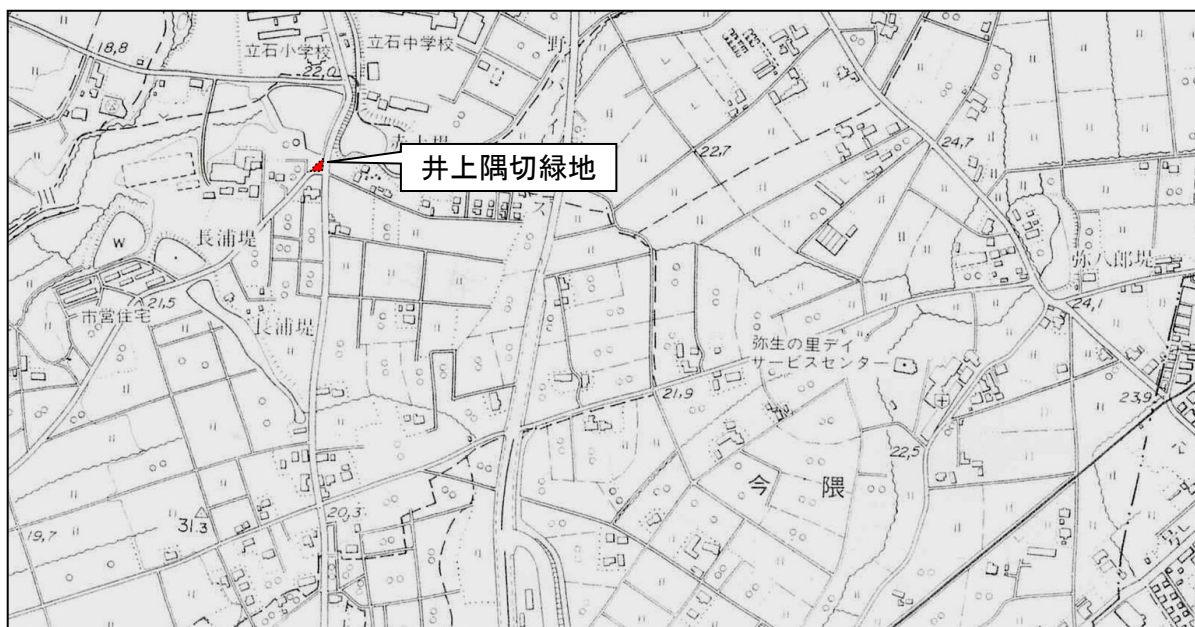 18,8
立石小学校
立石中学校
22,0
野
井上隅切緑地
イ
ス
22,7
24,7
W
長浦堤
弥八郎堤
21,5
市営住宅
長浦堤
24,1
弥生の里デイ
サービスセンター
21,9
23,9
22,5
今隈
31.3
20,3
19,7